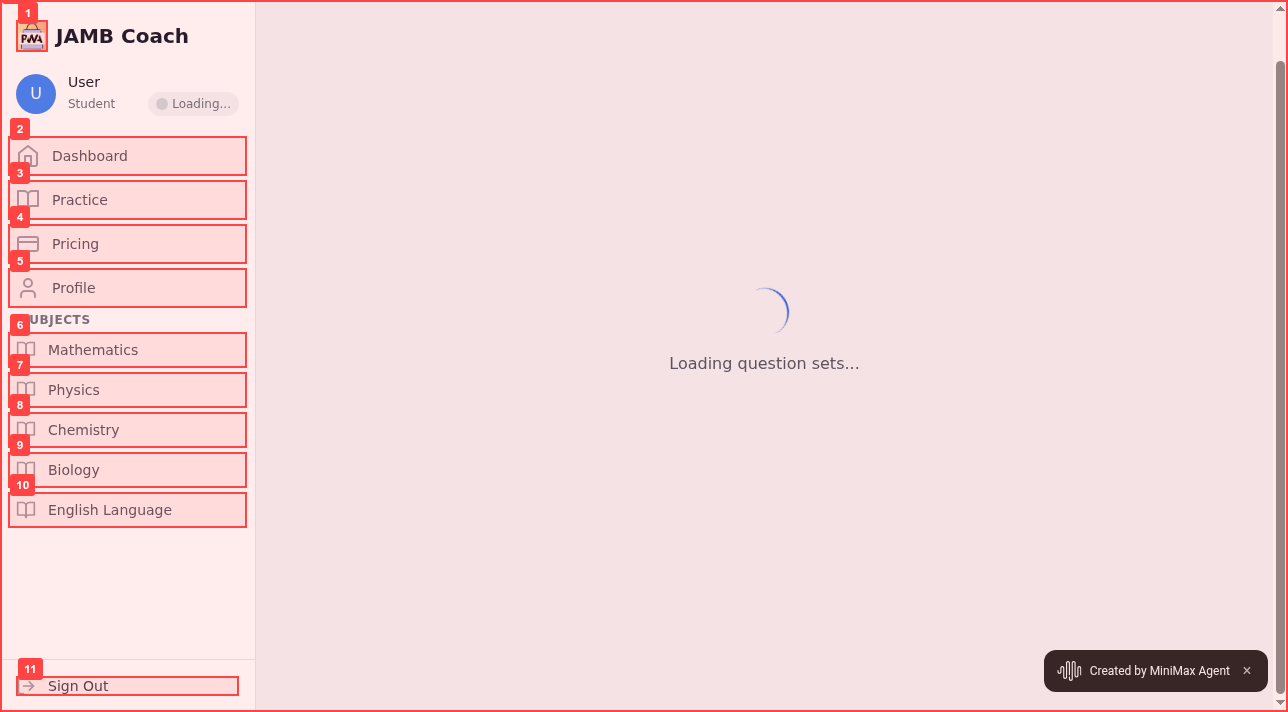 1
PWA
JAMB Coach
U
User
Student
Loading...
2
Dashboard
3
Practice
4
Pricing
5
Profile
UBJECTS
6
Mathematics
7
Physics
8
Chemistry
9
Biology
10
English Language
11
Sign Out
Loading question sets...
Created by MiniMax Agent ×